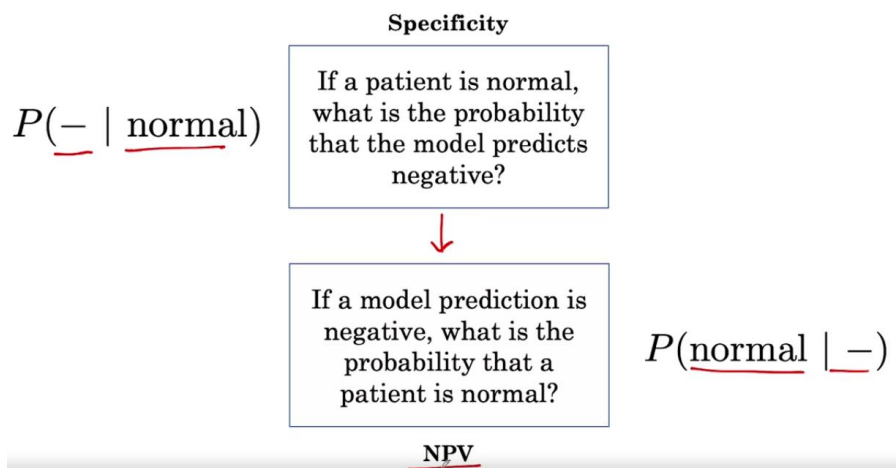 Specificity
P(− | normal)
If a patient is normal,
what is the probability
that the model predicts
negative?
If a model prediction is
negative, what is the
probability that a
patient is normal?
P(normal | −)
NPV